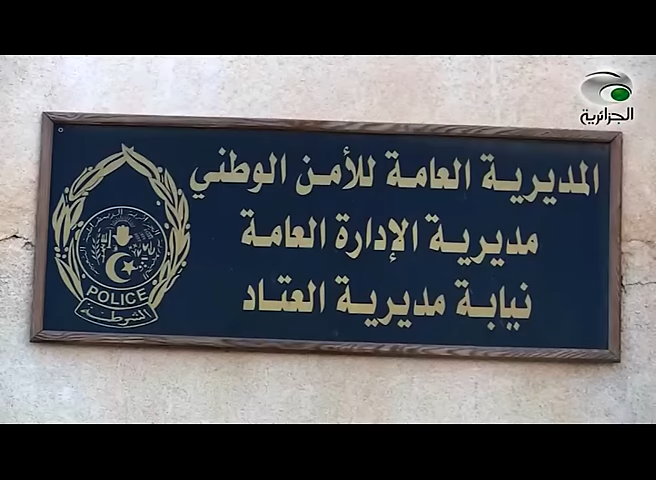 الجزائرية
المديرية العامة للأمن الوطني
مديرية الإدارة العامة
نيابة مديرية العتاد
POLICE
الشرطة